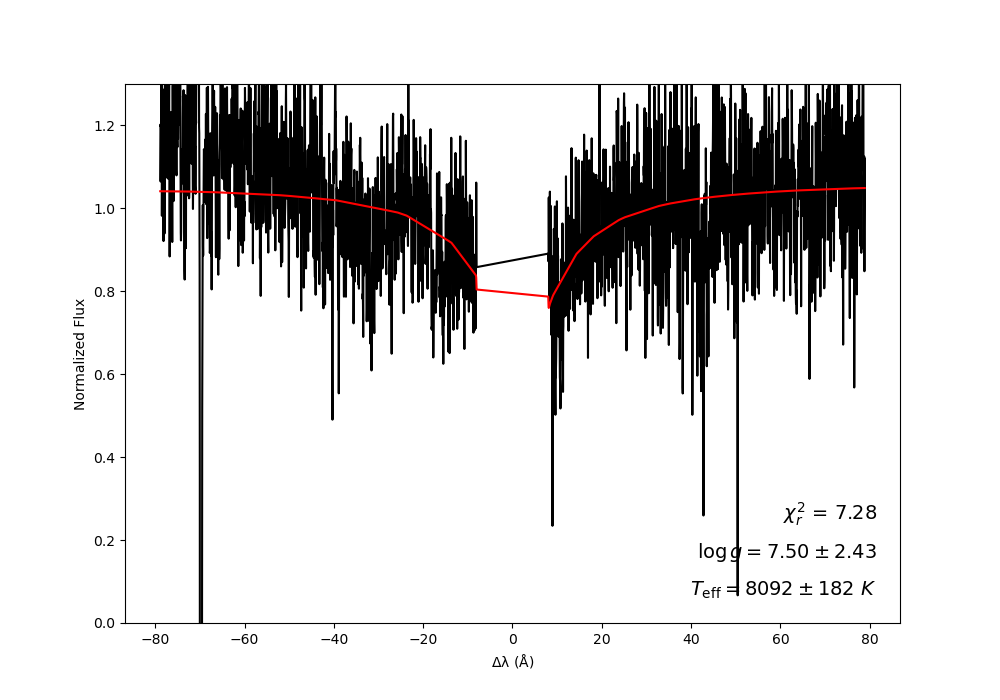 1.2
1.0
0.8
0.6
0.4
0.2
0.0
Normalized Flux
χ²ᵣ = 7.28
log g = 7.50 ± 2.43
T_eff = 8092 ± 182 K
−80 −60 −40 −20 0 20 40 60 80
Δλ (Å)